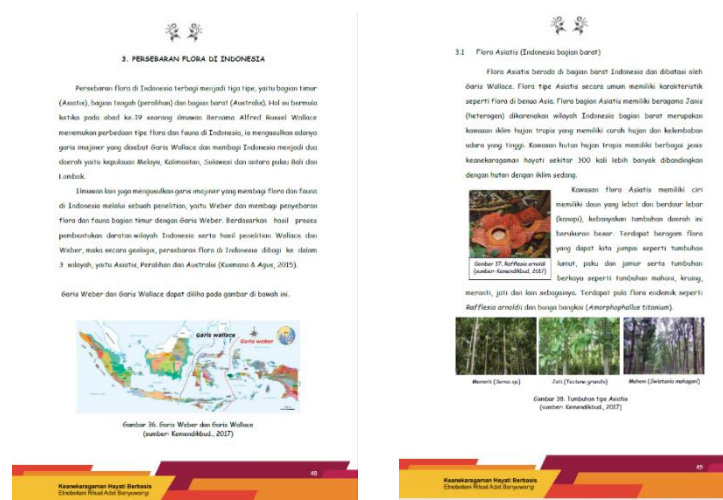 3. PERSEBARAN FLORA DI INDONESIA
Persebaran flora di Indonesia terbagi menjadi tiga tipe, yaitu bagian timur
(Asiatis), bagian tengah (peralihan) dan bagian barat (Australis). Hal ini bermula
ketika pada abad ke.19 seorang ilmuwan Bernama Alfred Russel Wallace
menemukan perbedaan tipe flora dan fauna di Indonesia, ia mengusulkan adanya
garis imajiner yang disebut Garis Wallace dan membagi Indonesia menjadi dua
daerah yaitu kepulauan Melayu, Kalimantan, Sulawesi dan antara pulau Bali dan
Lombok.
Ilmuwan lain juga mengusulkan garis imajiner yang membagi flora dan fauna
di Indonesia melalui sebuah penelitian, yaitu Weber dan membagi penyebaran
flora dan fauna bagian timur dengan Garis Weber. Berdasarkan hasil proses
pembentukan daratan wilayah Indonesia serta hasil penelitian Wallace dan
Weber, maka secara geologis, persebaran flora di Indonesia dibagi ke dalam
3 wilayah, yaitu Asiatis, Peralihan dan Australis (Kusmana & Agus, 2015).
Garis Weber dan Garis Wallace dapat diliha pada gambar di bawah ini.
Garis wallace
Garis weber
Gambar 36. Garis Weber dan Garis Wallace
(sumber: Kemendikbud., 2017)
48
Keanekaragaman Hayati Berbasis
Etnobotani Ritual Adat Banyuwangi
3.1 Flora Asiatis (Indonesia bagian barat)
Flora Asiatis berada di bagian barat Indonesia dan dibatasi oleh
Garis Wallace. Flora tipe Asiatis secara umum memiliki karakteristik
seperti flora di benua Asia. Flora bagian Asiatis memiliki beragama Janis
(heterogen) dikarenakan wilayah Indonesia bagian barat merupakan
kawasan iklim hujan tropis yang memiliki curah hujan dan kelembaban
udara yang tinggi. Kawasan hutan hujan tropis memiliki berbagai jenis
keanekaragaman hayati sekitar 300 kali lebih banyak dibandingkan
dengan hutan dengan iklim sedang.
Kawasan flora Asiatis memiliki ciri
memiliki daun yang lebat dan berdaur lebar
(kanopi), kebanyakan tumbuhan daerah ini
berukuran besar. Terdapat beragam flora
yang dapat kita jumpai seperti tumbuhan
lumut, paku dan jamur serta tumbuhan
berkayu seperti tumbuhan mahoni, kruing,
Gambar 37. Rafflesia arnoldi
(sumber: Kemendikbud, 2017)
meranti, jati dan lain sebagainya. Terdapat pula flora endemik seperti
Rafflesia arnoldii dan bunga bangkai (Amorphophallus titanium).
Meranti (Sorea sp.)
Jati (Tectona grandis)
Mahoni (Swietania mahagoni)
Gambar 38. Tumbuhan tipe Asiatis
(sumber: Kemendikbud., 2017)
49
Keanekaragaman Hayati Berbasis
Etnobotani Ritual Adat Banyuwangi